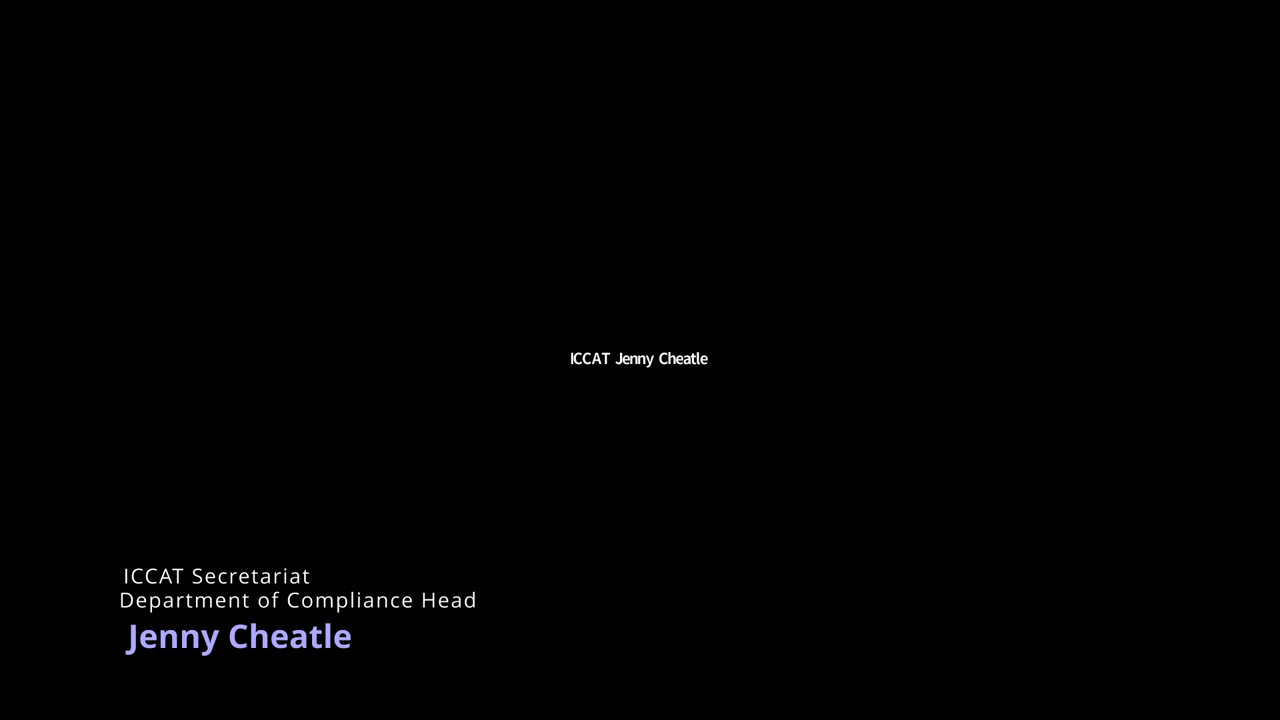 ICCAT Jenny Cheatle
ICCAT Secretariat
Department of Compliance Head
Jenny Cheatle